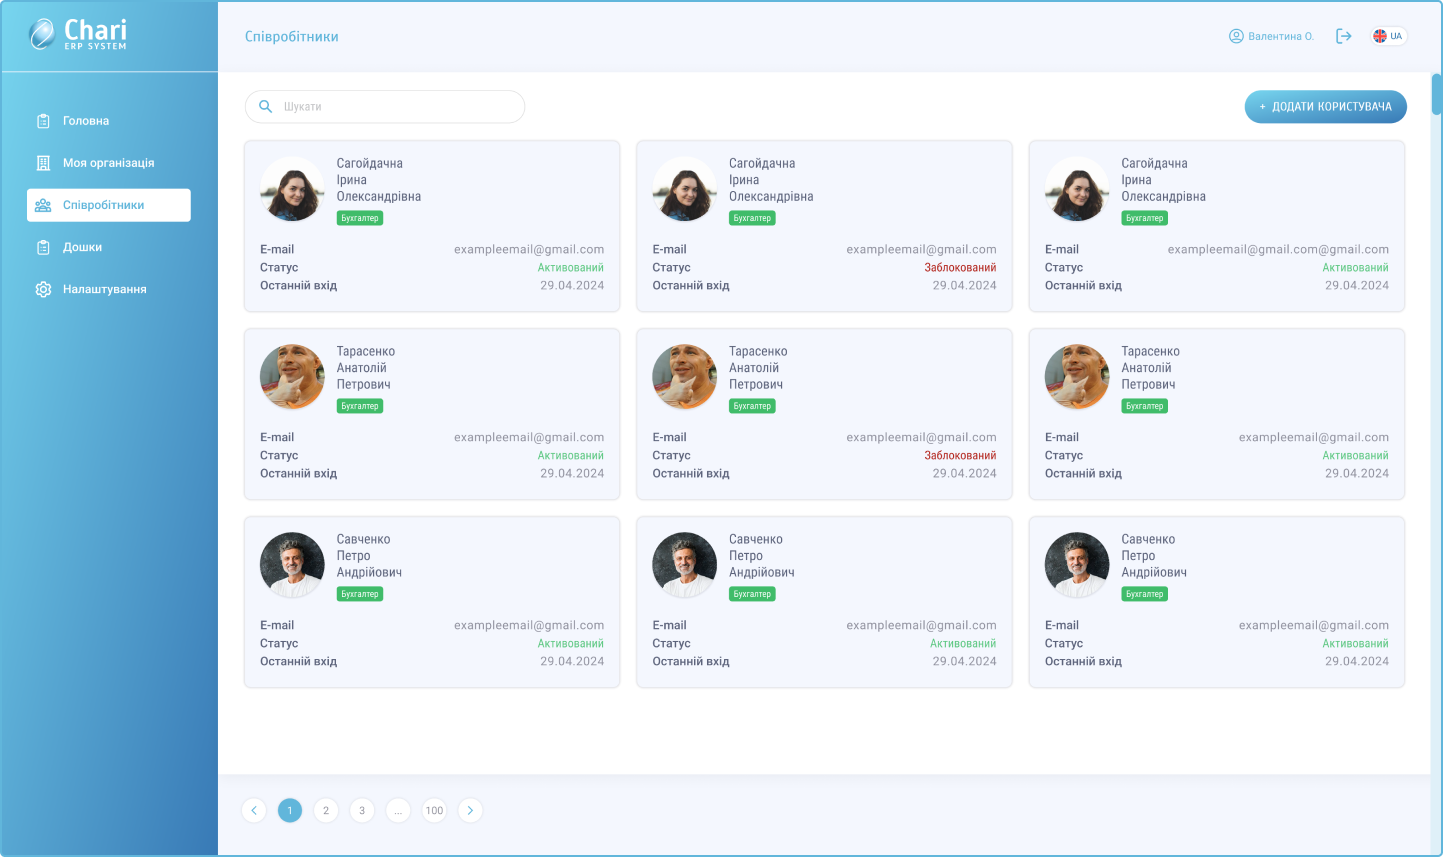 Chari
ERP SYSTEM
Співробітники
Валентина О.
UA
Головна
Моя організація
Співробітники
Дошки
Налаштування
Шукати
+ ДОДАТИ КОРИСТУВАЧА
Сагойдачна
Ірина
Олександрівна
Бухгалтер
E-mail exampleemail@gmail.com
Статус Активований
Останній вхід 29.04.2024
Сагойдачна
Ірина
Олександрівна
Бухгалтер
E-mail exampleemail@gmail.com
Статус Заблокований
Останній вхід 29.04.2024
Сагойдачна
Ірина
Олександрівна
Бухгалтер
E-mail exampleemail@gmail.com@gmail.com
Статус Активований
Останній вхід 29.04.2024
Тарасенко
Анатолій
Петрович
Бухгалтер
E-mail exampleemail@gmail.com
Статус Активований
Останній вхід 29.04.2024
Тарасенко
Анатолій
Петрович
Бухгалтер
E-mail exampleemail@gmail.com
Статус Заблокований
Останній вхід 29.04.2024
Тарасенко
Анатолій
Петрович
Бухгалтер
E-mail exampleemail@gmail.com
Статус Активований
Останній вхід 29.04.2024
Савченко
Петро
Андрійович
Бухгалтер
E-mail exampleemail@gmail.com
Статус Активований
Останній вхід 29.04.2024
Савченко
Петро
Андрійович
Бухгалтер
E-mail exampleemail@gmail.com
Статус Активований
Останній вхід 29.04.2024
Савченко
Петро
Андрійович
Бухгалтер
E-mail exampleemail@gmail.com
Статус Активований
Останній вхід 29.04.2024
1 2 3 ... 100